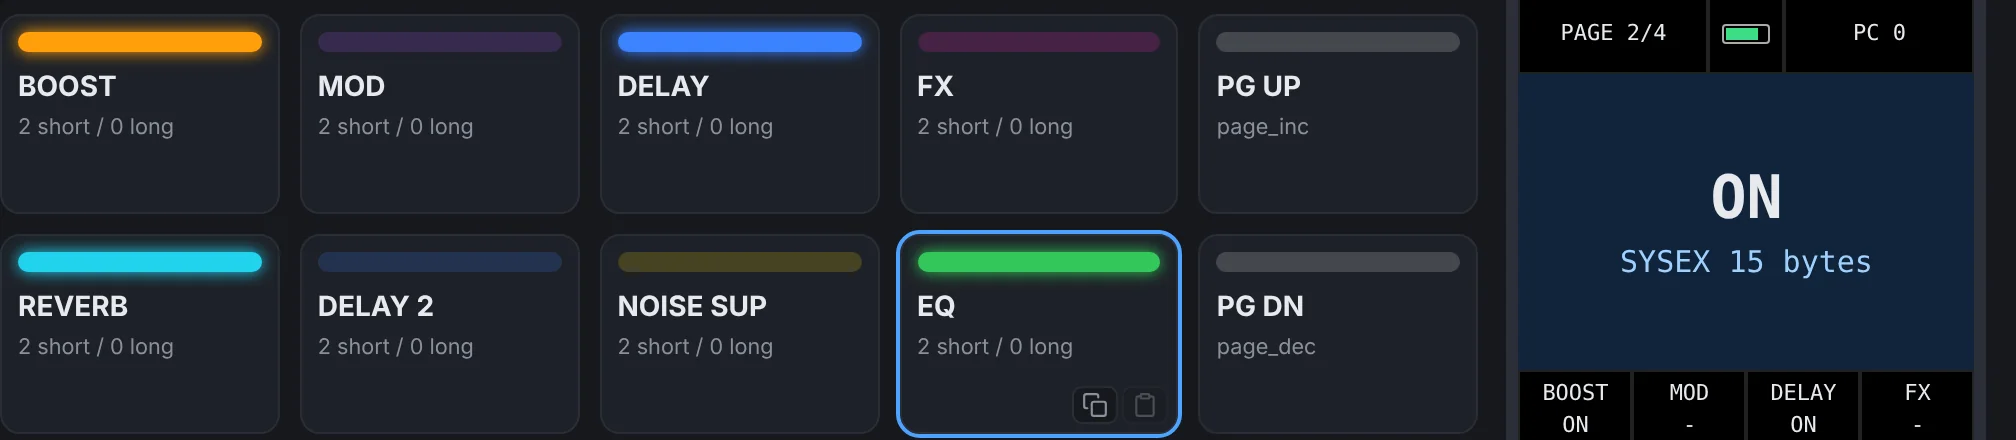 BOOST
2 short / 0 long
MOD
2 short / 0 long
DELAY
2 short / 0 long
FX
2 short / 0 long
PG UP
page_inc
REVERB
2 short / 0 long
DELAY 2
2 short / 0 long
NOISE SUP
2 short / 0 long
EQ
2 short / 0 long
PG DN
page_dec
PAGE 2/4
PC 0
ON
SYSEX 15 bytes
BOOST
ON
MOD
-
DELAY
ON
FX
-